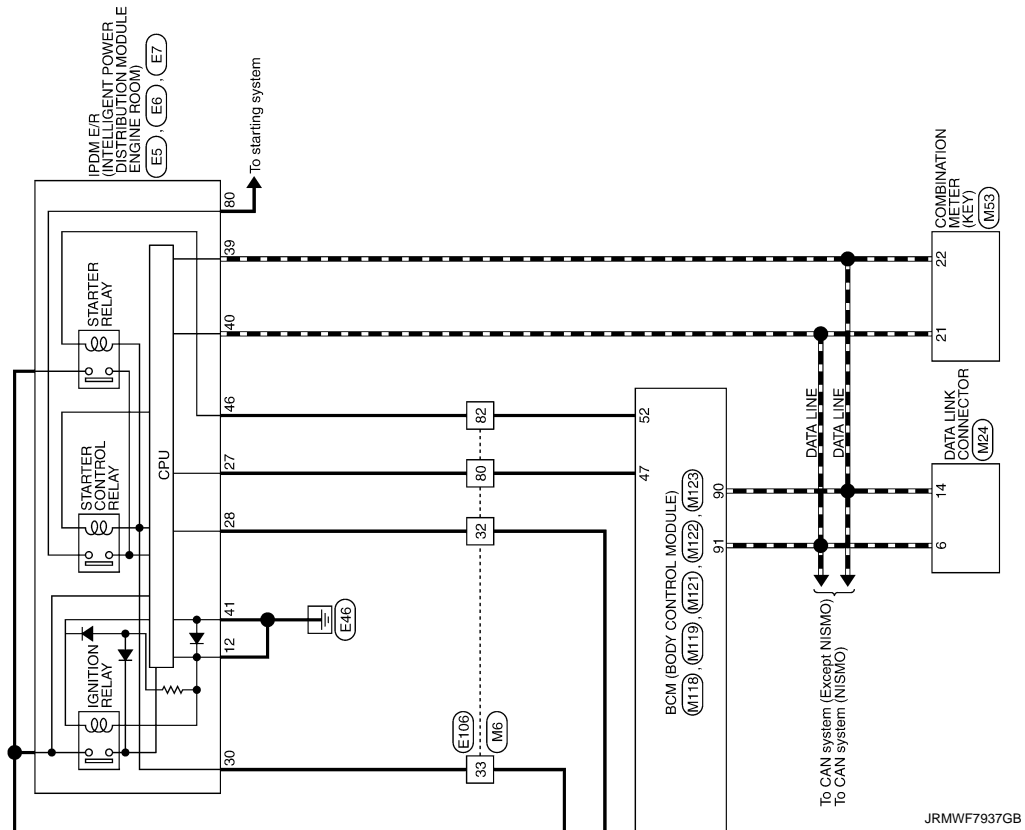 IPDM E/R
(INTELLIGENT POWER
DISTRIBUTION MODULE
ENGINE ROOM)
E5 , E6 , E7
To starting system
80
39
40
46
27
28
41
12
30
STARTER
RELAY
STARTER
CONTROL
RELAY
IGNITION
RELAY
CPU
E46
82
80
32
33
E106
M6
52
47
90
91
BCM (BODY CONTROL MODULE)
M118 , M119 , M121 , M122 , M123
DATA LINE
DATA LINE
To CAN system (Except NISMO)
To CAN system (NISMO)
COMBINATION
METER
(KEY)
M53
22
21
DATA LINK
CONNECTOR
M24
14
6
JRMWF7937GB